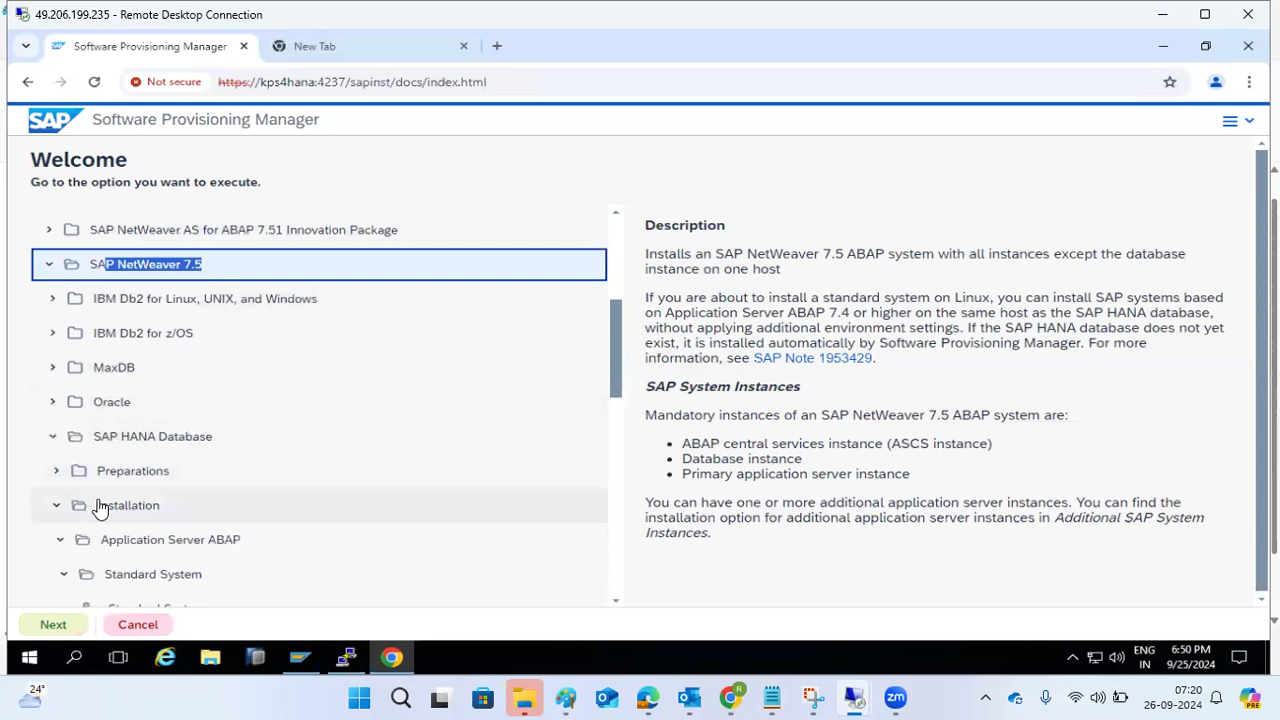 49.206.199.235 - Remote Desktop Connection
Software Provisioning Manager
New Tab
Not secure https://kps4hana:4237/sapinst/docs/index.html
SAP Software Provisioning Manager
Welcome
Go to the option you want to execute.
SAP NetWeaver AS for ABAP 7.51 Innovation Package
SAP NetWeaver 7.5
IBM Db2 for Linux, UNIX, and Windows
IBM Db2 for z/OS
MaxDB
Oracle
SAP HANA Database
Preparations
Installation
Application Server ABAP
Standard System
Description
Installs an SAP NetWeaver 7.5 ABAP system with all instances except the database
instance on one host
If you are about to install a standard system on Linux, you can install SAP systems based
on Application Server ABAP 7.4 or higher on the same host as the SAP HANA database,
without applying additional environment settings. If the SAP HANA database does not yet
exist, it is installed automatically by Software Provisioning Manager. For more
information, see SAP Note 1953429.
SAP System Instances
Mandatory instances of an SAP NetWeaver 7.5 ABAP system are:
ABAP central services instance (ASCS instance)
Database instance
Primary application server instance
You can have one or more additional application server instances. You can find the
installation option for additional application server instances in Additional SAP System
Instances.
Next
Cancel
ENG
IN
6:50 PM
9/25/2024
24°
07:20
26-09-2024
PRE